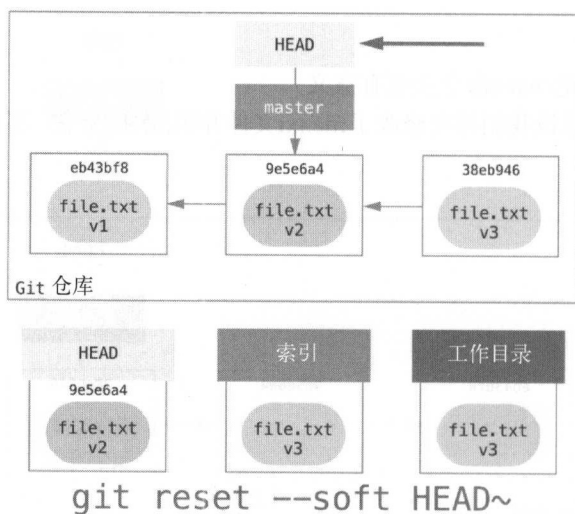 HEAD
master
eb43bf8
9e5e6a4
38eb946
file.txt
v1
file.txt
v2
file.txt
v3
Git 仓库
HEAD
索引
工作目录
9e5e6a4
file.txt
v2
file.txt
v3
file.txt
v3
git reset --soft HEAD~